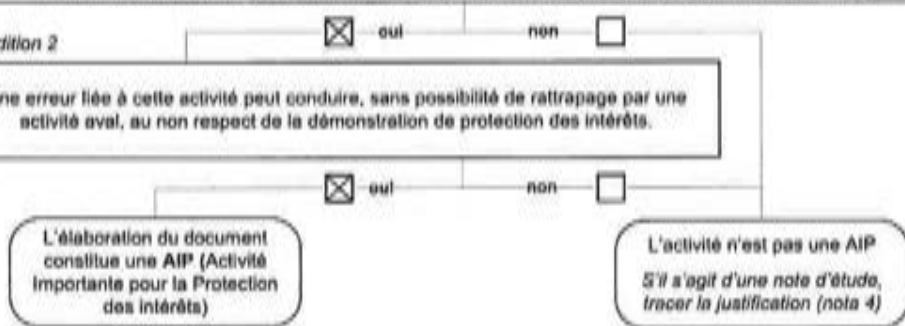 oui non
dition 2
ne erreur liée à cette activité peut conduire, sans possibilité de rattrapage par une
activité aval, au non respect de la démonstration de protection des intérêts.
oui non
L'élaboration du document
constitue une AIP (Activité
Importante pour la Protection
des intérêts)
L'activité n'est pas une AIP
S'il s'agit d'une note d'étude,
tracer la justification (nota 4)